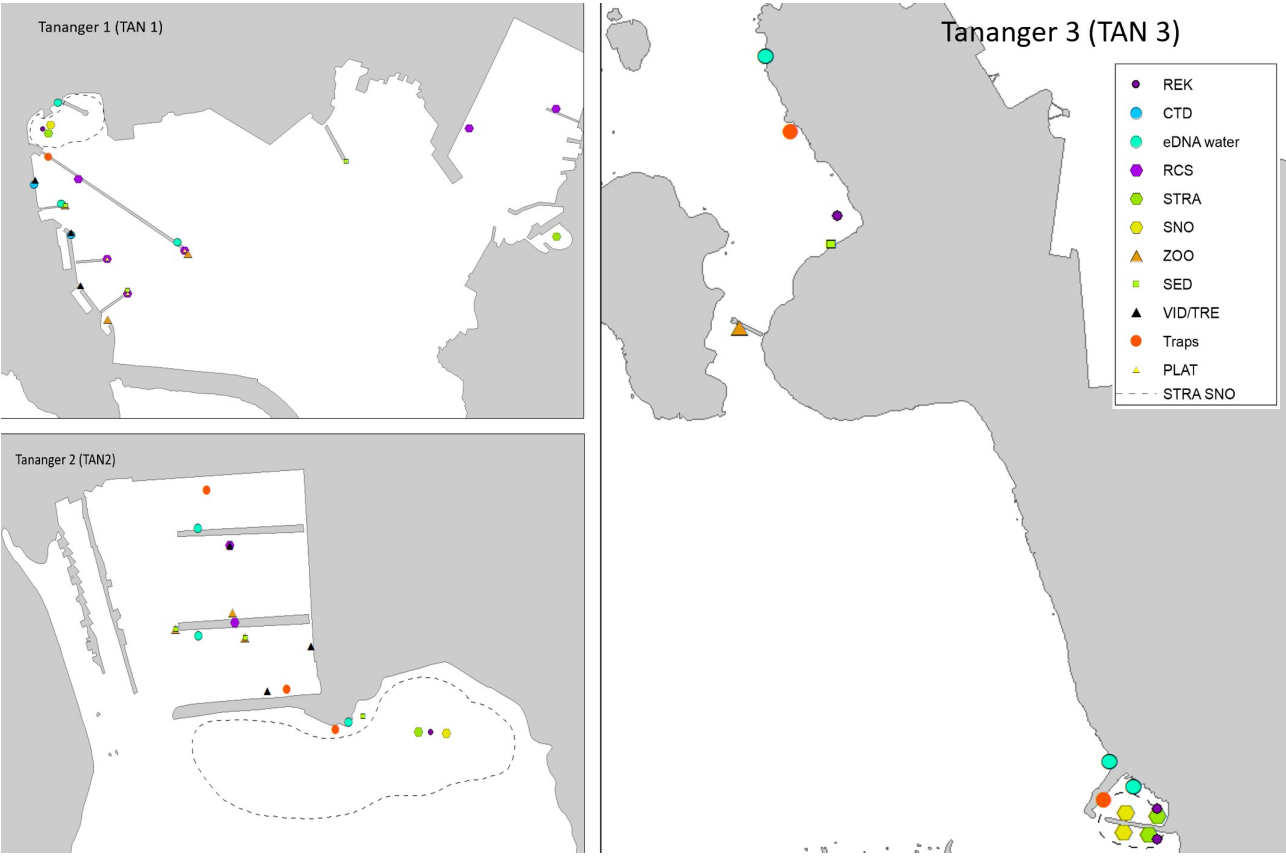 Tananger 1 (TAN 1)
Tananger 2 (TAN2)
Tananger 3 (TAN 3)
REK
CTD
eDNA water
RCS
STRA
SNO
ZOO
SED
VID/TRE
Traps
PLAT
STRA SNO